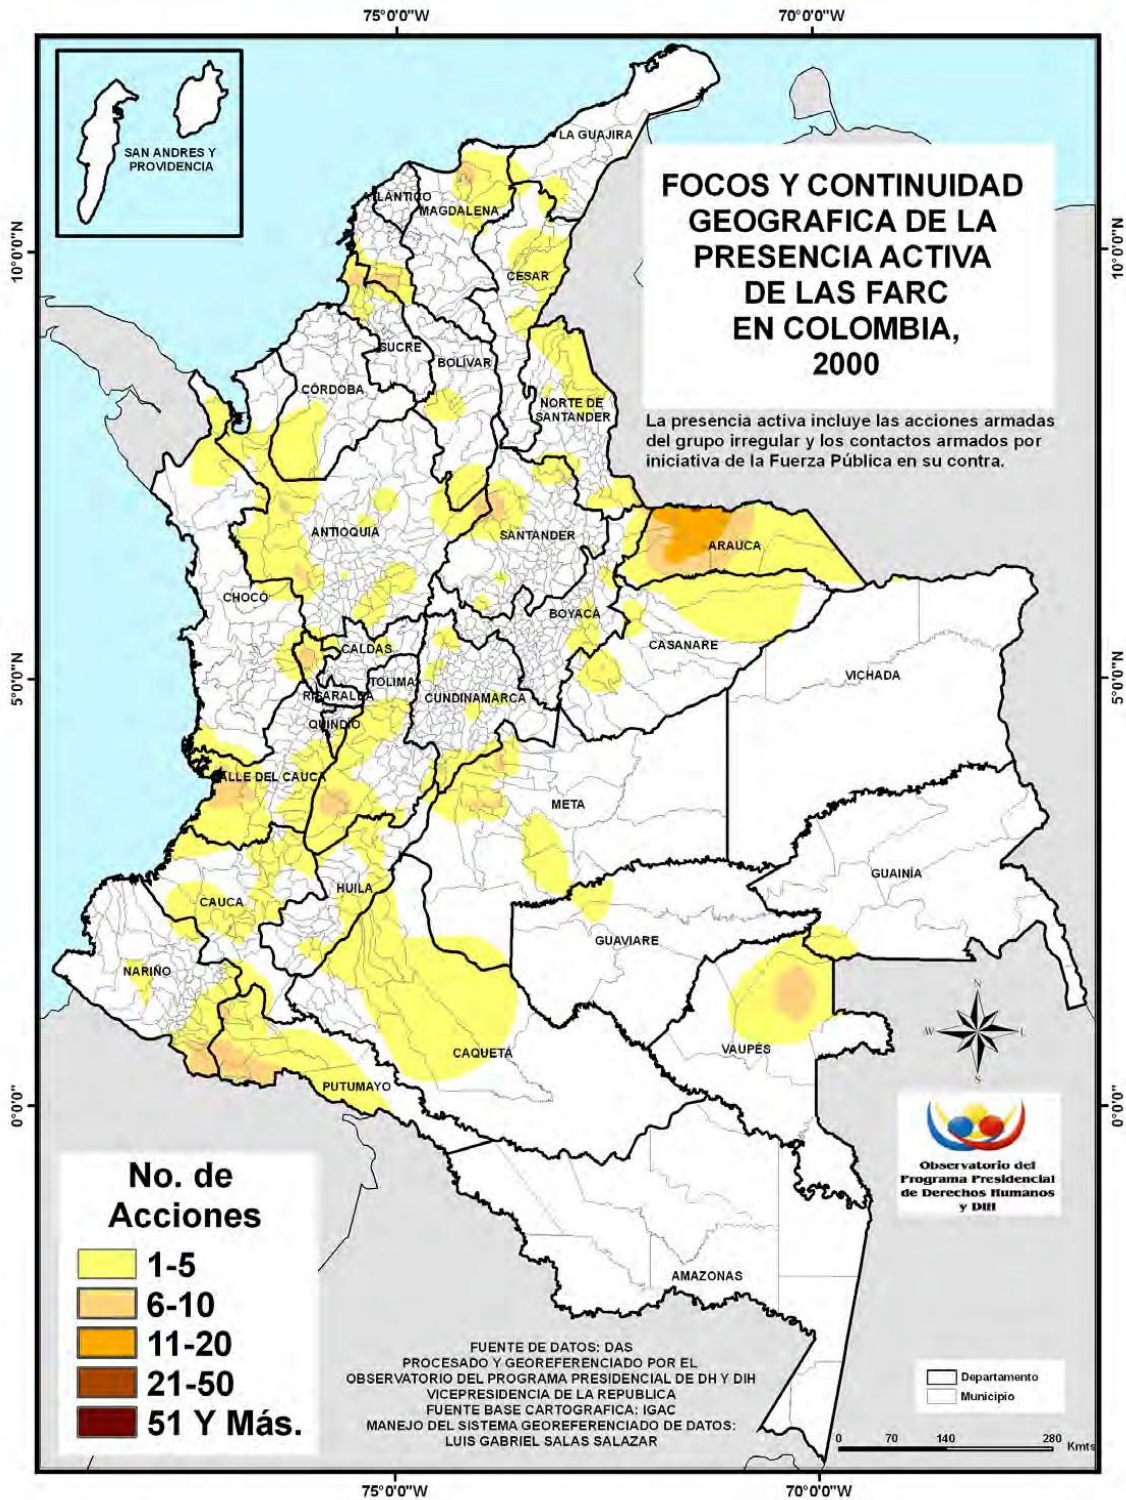 75°0'0"W
70°0'0"W
SAN ANDRES Y
PROVIDENCIA
LA GUAJIRA
FOCOS Y CONTINUIDAD
GEOGRAFICA DE LA
PRESENCIA ACTIVA
DE LAS FARC
EN COLOMBIA,
2000
La presencia activa incluye las acciones armadas
del grupo irregular y los contactos armados por
iniciativa de la Fuerza Pública en su contra.
ATLÁNTICO
MAGDALENA
10°0'0"N
10°0'0"N
CESAR
SUCRE
BOLÍVAR
CÓRDOBA
NORTE DE
SANTANDER
ANTIOQUIA
SANTANDER
ARAUCA
CHOCÓ
BOYACÁ
CASANARE
CALDAS
5°0'0"N
5°0'0"N
VICHADA
TOLIMA
RISARALDA
CUNDINAMARCA
QUINDIO
VALLE DEL CAUCA
META
GUAINÍA
HUILA
CAUCA
GUAVIARE
NARIÑO
N
W
L
S
CAQUETA
VAUPÉS
PUTUMAYO
0°0'0"
0°0'0"
Observatorio del
Programa Presidencial
de Derechos Humanos
y DIH
No. de
Acciones
1-5
6-10
11-20
21-50
51 Y Más.
AMAZONAS
FUENTE DE DATOS: DAS
PROCESADO Y GEOREFERENCIADO POR EL
OBSERVATORIO DEL PROGRAMA PRESIDENCIAL DE DH Y DIH
VICEPRESIDENCIA DE LA REPUBLICA
FUENTE BASE CARTOGRAFICA: IGAC
MANEJO DEL SISTEMA GEOREFERENCIADO DE DATOS:
LUIS GABRIEL SALAS SALAZAR
Departamento
Municipio
0 70 140 280
Kmts
75°0'0"W
70°0'0"W